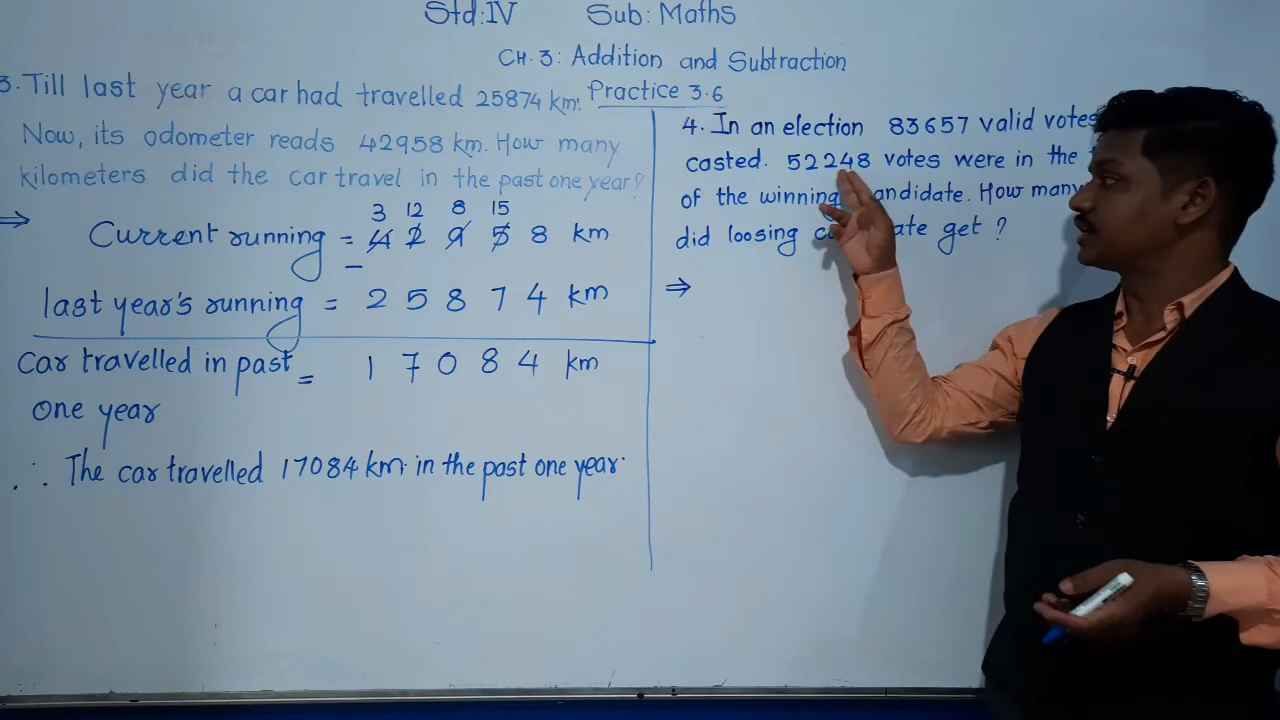 Std:IV Sub: Maths
CH.3: Addition and Subtraction
Practice 3.6
3. Till last year a car had travelled 25874 km.
Now, its odometer reads 42958 km. How many
kilometers did the car travel in the past one year?
3 12 8 15
⇒ Current running = 4 2 9 5 8 km
−
last year's running = 2 5 8 7 4 km
Car travelled in past = 1 7 0 8 4 km
one year
∴ The car travelled 17084 km. in the past one year.
4. In an election 83657 valid votes
casted. 52248 votes were in the
of the winning andidate. How many
did loosing ate get ?
⇒